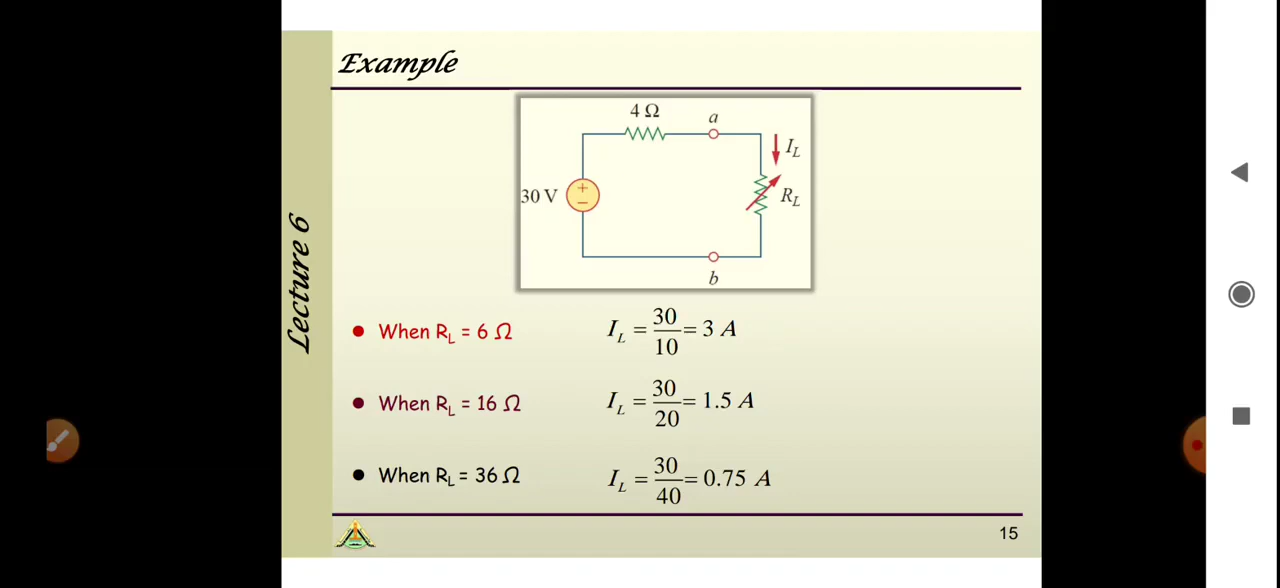 Example
Lecture 6
4 Ω
a
I_L
30 V
+
−
R_L
b
When R_L = 6 Ω
I_L = 30/10 = 3 A
When R_L = 16 Ω
I_L = 30/20 = 1.5 A
When R_L = 36 Ω
I_L = 30/40 = 0.75 A
15